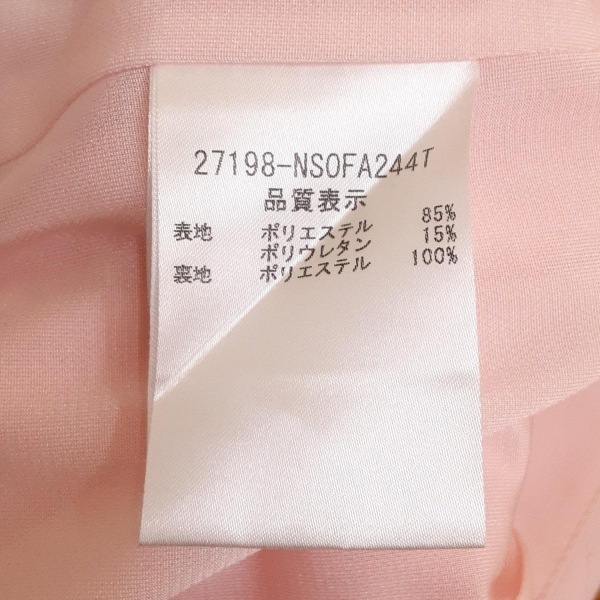 27198-NSOFA244T
品質表示
表地 ポリエステル 85%
ポリウレタン 15%
裏地 ポリエステル 100%